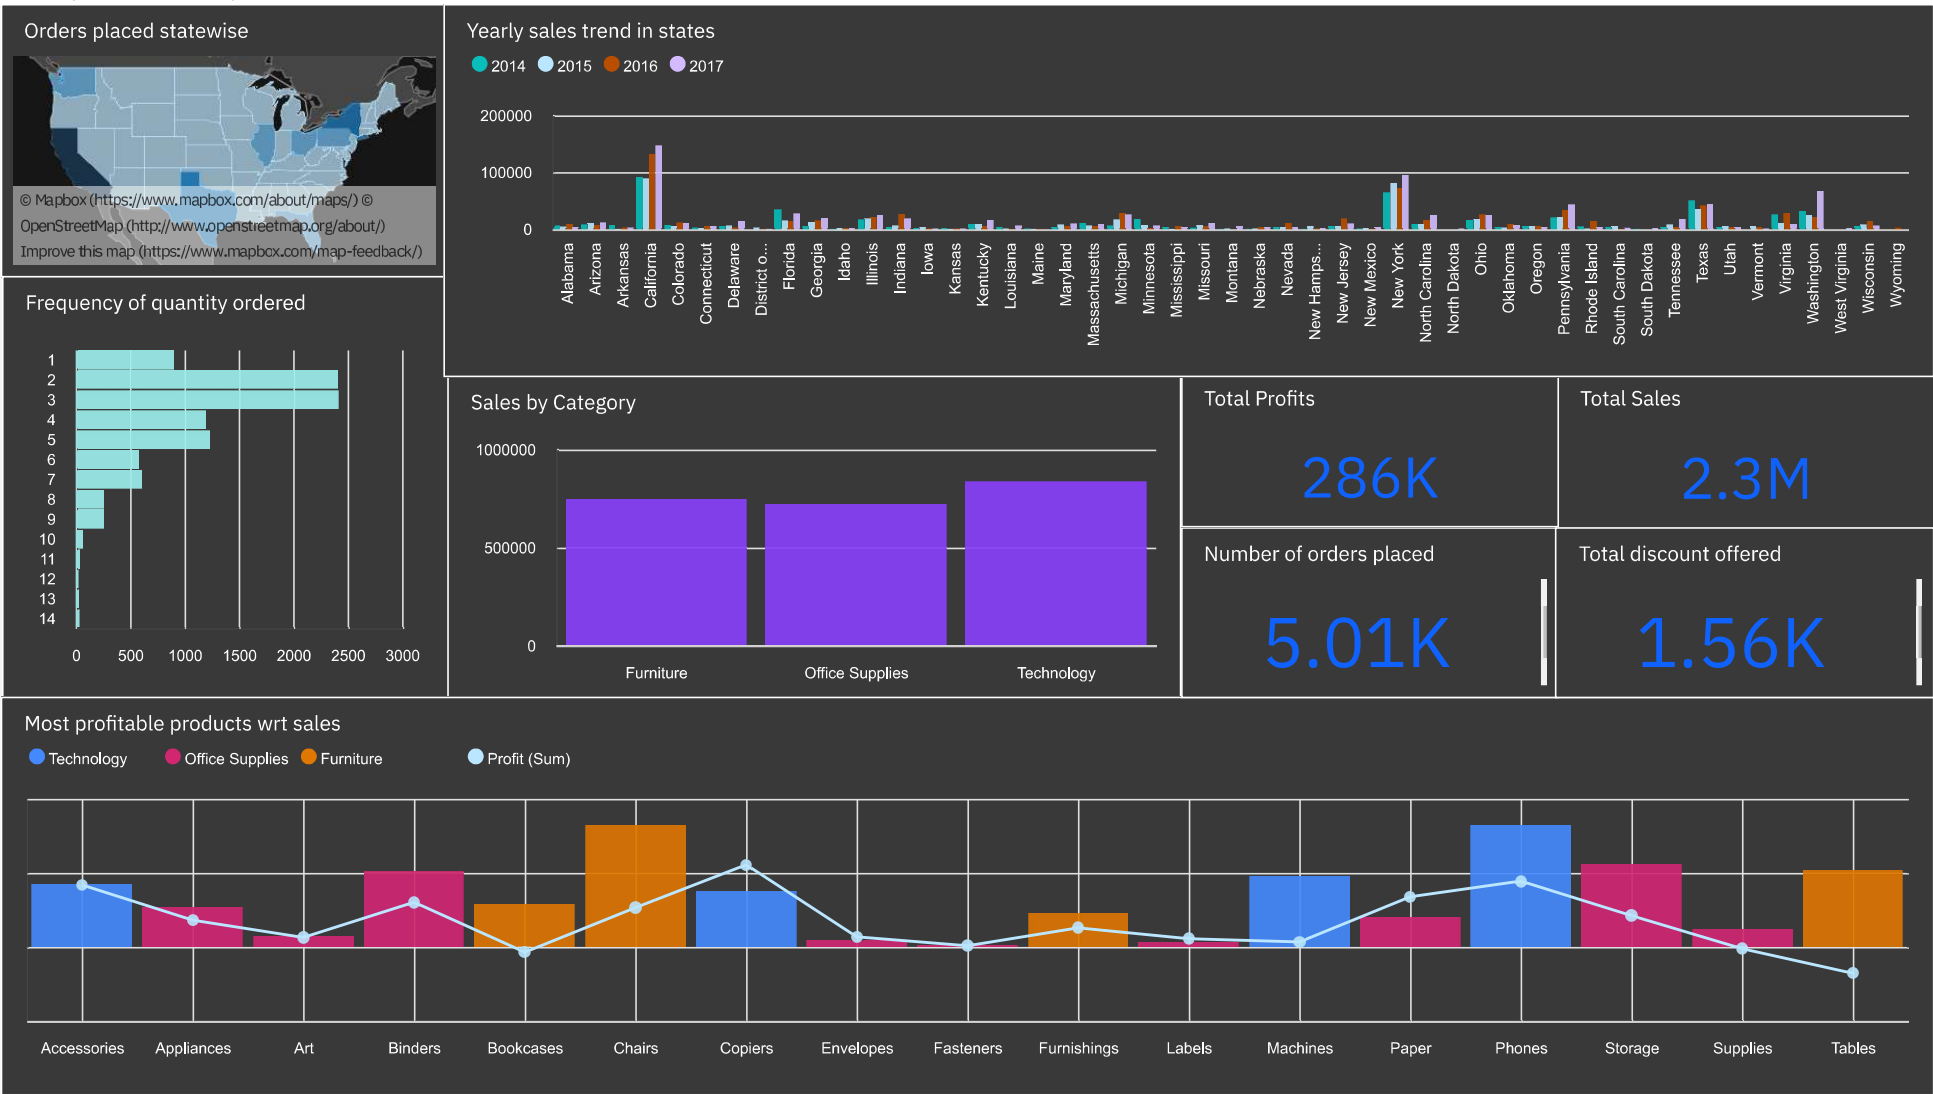 Orders placed statewise
© Mapbox (https://www.mapbox.com/about/maps/) ©
OpenStreetMap (http://www.openstreetmap.org/about/)
Improve this map (https://www.mapbox.com/map-feedback/)
Yearly sales trend in states
2014 2015 2016 2017
200000
100000
0
Alabama
Arizona
Arkansas
California
Colorado
Connecticut
Delaware
District o...
Florida
Georgia
Idaho
Illinois
Indiana
Iowa
Kansas
Kentucky
Louisiana
Maine
Maryland
Massachusetts
Michigan
Minnesota
Mississippi
Missouri
Montana
Nebraska
Nevada
New Hamps...
New Jersey
New Mexico
New York
North Carolina
North Dakota
Ohio
Oklahoma
Oregon
Pennsylvania
Rhode Island
South Carolina
South Dakota
Tennessee
Texas
Utah
Vermont
Virginia
Washington
West Virginia
Wisconsin
Wyoming
Frequency of quantity ordered
1
2
3
4
5
6
7
8
9
10
11
12
13
14
0 500 1000 1500 2000 2500 3000
Sales by Category
1000000
500000
0
Furniture Office Supplies Technology
Total Profits
286K
Total Sales
2.3M
Number of orders placed
5.01K
Total discount offered
1.56K
Most profitable products wrt sales
Technology Office Supplies Furniture Profit (Sum)
Accessories Appliances Art Binders Bookcases Chairs Copiers Envelopes Fasteners Furnishings Labels Machines Paper Phones Storage Supplies Tables